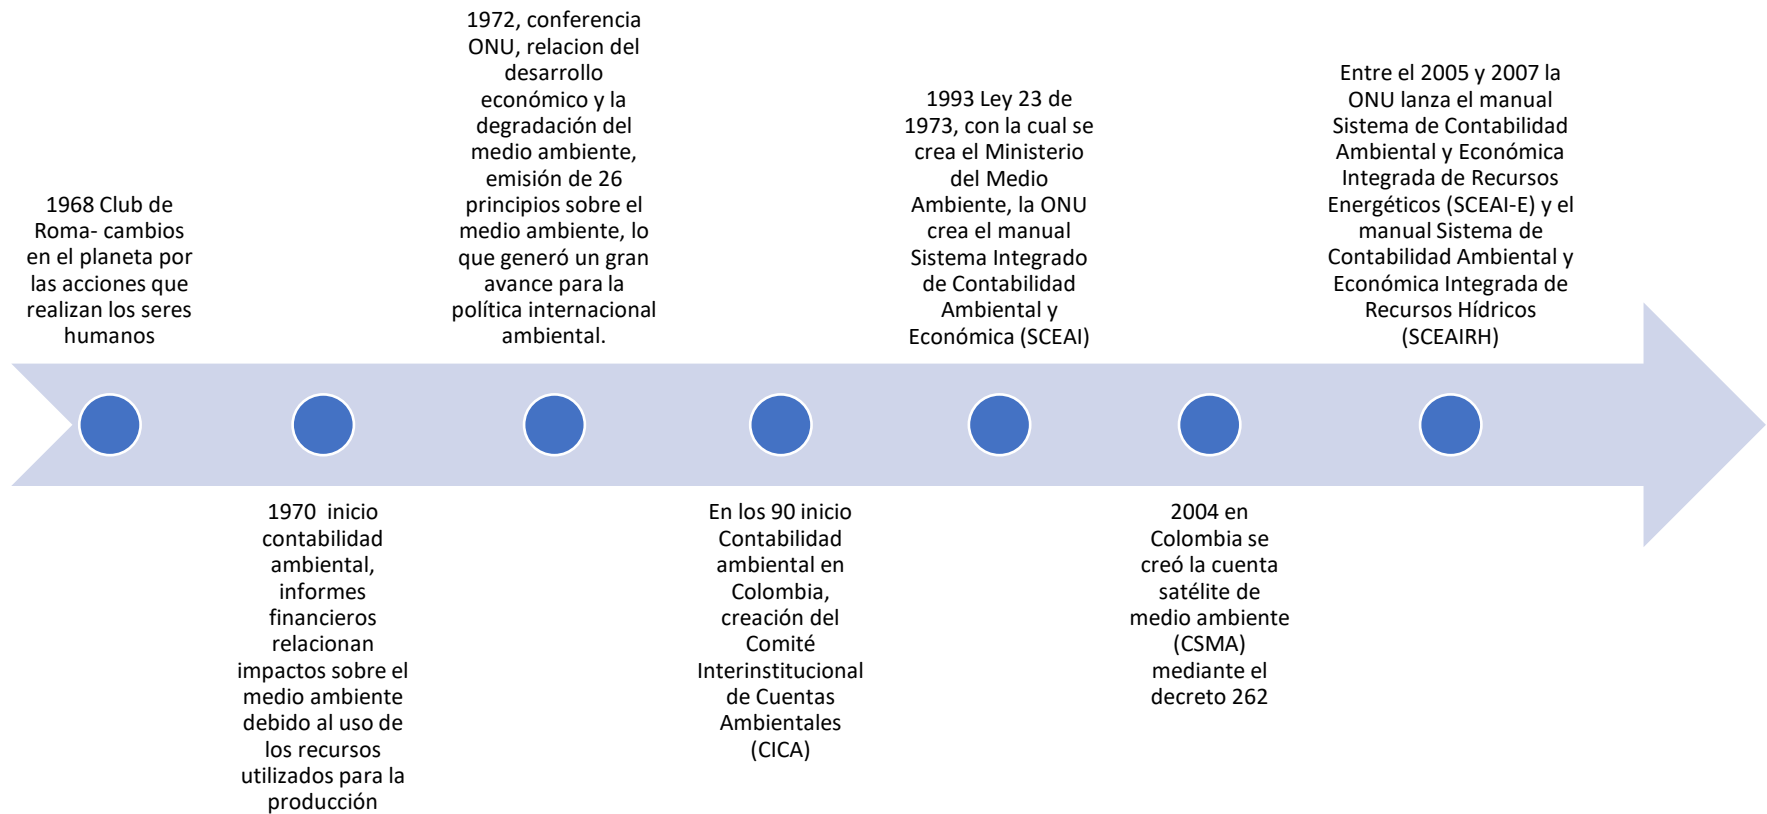 1968 Club de
Roma- cambios
en el planeta por
las acciones que
realizan los seres
humanos
1970  inicio
contabilidad
ambiental,
informes
financieros
relacionan
impactos sobre el
medio ambiente
debido al uso de
los recursos
utilizados para la
producción
1972, conferencia
ONU, relacion del
desarrollo
económico y la
degradación del
medio ambiente,
emisión de 26
principios sobre el
medio ambiente, lo
que generó un gran
avance para la
política internacional
ambiental.
En los 90 inicio
Contabilidad
ambiental en
Colombia,
creación del
Comité
Interinstitucional
de Cuentas
Ambientales
(CICA)
1993 Ley 23 de
1973, con la cual se
crea el Ministerio
del Medio
Ambiente, la ONU
crea el manual
Sistema Integrado
de Contabilidad
Ambiental y
Económica (SCEAI)
2004 en
Colombia se
creó la cuenta
satélite de
medio ambiente
(CSMA)
mediante el
decreto 262
Entre el 2005 y 2007 la
ONU lanza el manual
Sistema de Contabilidad
Ambiental y Económica
Integrada de Recursos
Energéticos (SCEAI-E) y el
manual Sistema de
Contabilidad Ambiental y
Económica Integrada de
Recursos Hídricos
(SCEAIRH)